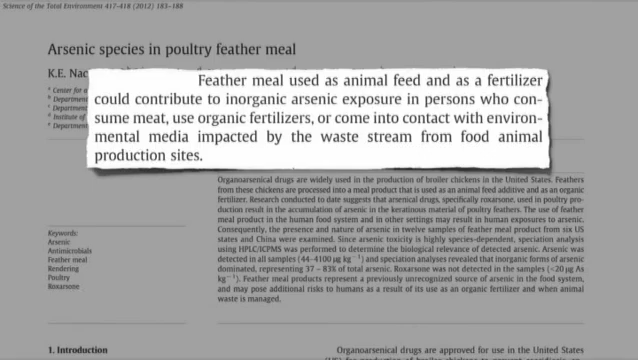 Science of the Total Environment 417-418 (2012) 183-188
Arsenic species in poultry feather meal
K.E. Nac
Feather meal used as animal feed and as a fertilizer
could contribute to inorganic arsenic exposure in persons who con-
sume meat, use organic fertilizers, or come into contact with environ-
mental media impacted by the waste stream from food animal
production sites.
ᵃ Center for a
ᵇ Department
ᶜ Department
ᵈ Institute of
ᵉ Department
Organoarsenical drugs are widely used in the production of broiler chickens in the United States. Feathers
from these chickens are processed into a meal product that is used as an animal feed additive and as an organic
fertilizer. Research conducted to date suggests that arsenical drugs, specifically roxarsone, used in poultry pro-
duction result in the accumulation of arsenic in the keratinous material of poultry feathers. The use of feather
meal product in the human food system and in other settings may result in human exposures to arsenic.
Consequently, the presence and nature of arsenic in twelve samples of feather meal product from six US
states and China were examined. Since arsenic toxicity is highly species-dependent, speciation analysis
using HPLC/ICPMS was performed to determine the biological relevance of detected arsenic. Arsenic was
detected in all samples (44-4100 μg kg⁻¹) and speciation analyses revealed that inorganic forms of arsenic
dominated, representing 37 – 83% of total arsenic. Roxarsone was not detected in the samples (<20 μg As
kg⁻¹). Feather meal products represent a previously unrecognized source of arsenic in the food system,
and may pose additional risks to humans as a result of its use as an organic fertilizer and when animal
waste is managed.
Keywords:
Arsenic
Antimicrobials
Feather meal
Rendering
Poultry
Roxarsone
1. Introduction
Organoarsenical drugs are approved for use in the United States